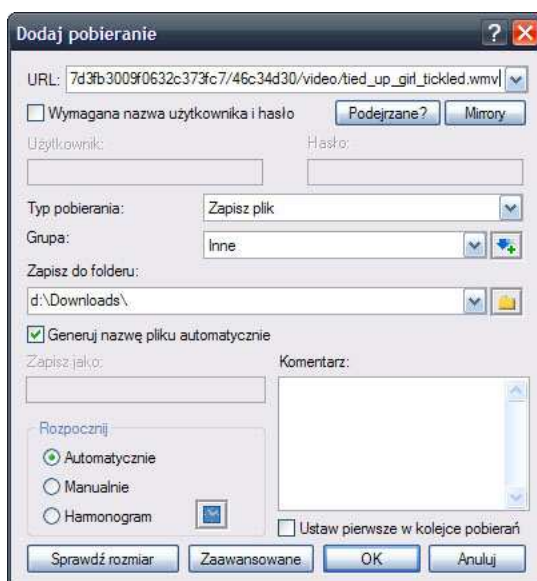 Dodaj pobieranie
URL: 7d3fb3009f0632c373fc7/46c34d30/video/tied_up_girl_tickled.wmv
Wymagana nazwa użytkownika i hasło Podejrzane? Mirrory
Użytkownik: Hasło:
Typ pobierania: Zapisz plik
Grupa: Inne
Zapisz do folderu:
d:\Downloads\
Generuj nazwę pliku automatycznie
Zapisz jako: Komentarz:
Rozpocznij
Automatycznie
Manualnie
Harmonogram
Ustaw pierwsze w kolejce pobierań
Sprawdź rozmiar Zaawansowane OK Anuluj